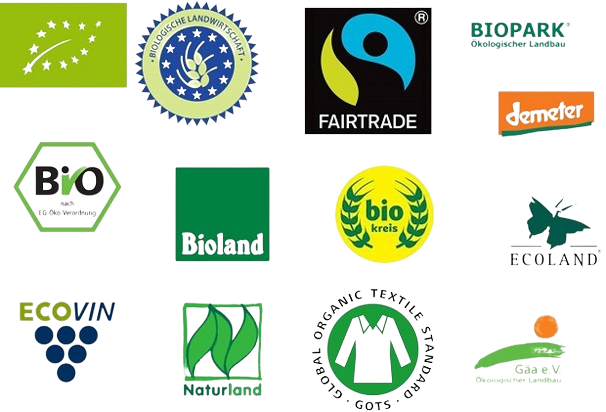 · BIOLOGISCHE LANDWIRTSCHAFT ·
FAIRTRADE
®
BIOPARK®
Ökologischer Landbau
demeter
BiO
nach
EG-Öko-Verordnung
Bioland
bio
kreis
ECOLAND®
ECOVIN
Naturland
GLOBAL ORGANIC TEXTILE STANDARD · GOTS ·
Gäa e.V.
Ökologischer Landbau